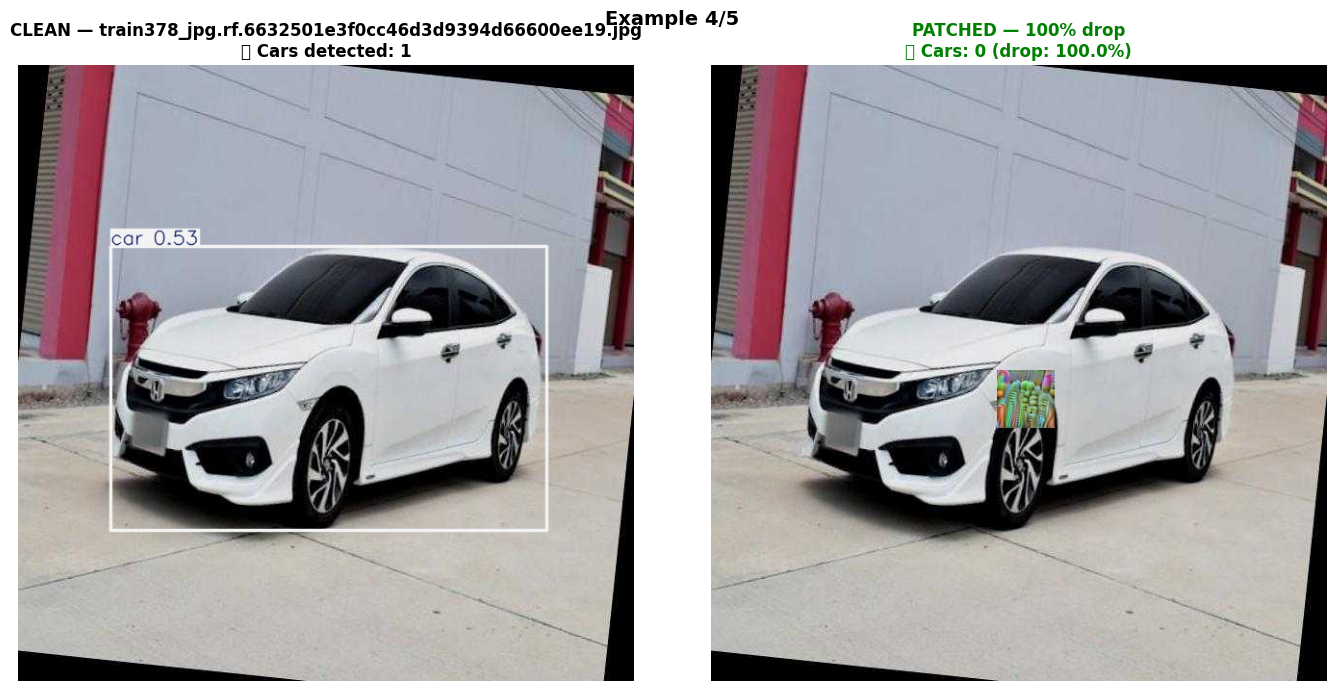 Example 4/5
CLEAN — train378_jpg.rf.6632501e3f0cc46d3d9394d66600ee19.jpg
Cars detected: 1
PATCHED — 100% drop
Cars: 0 (drop: 100.0%)
car 0.53